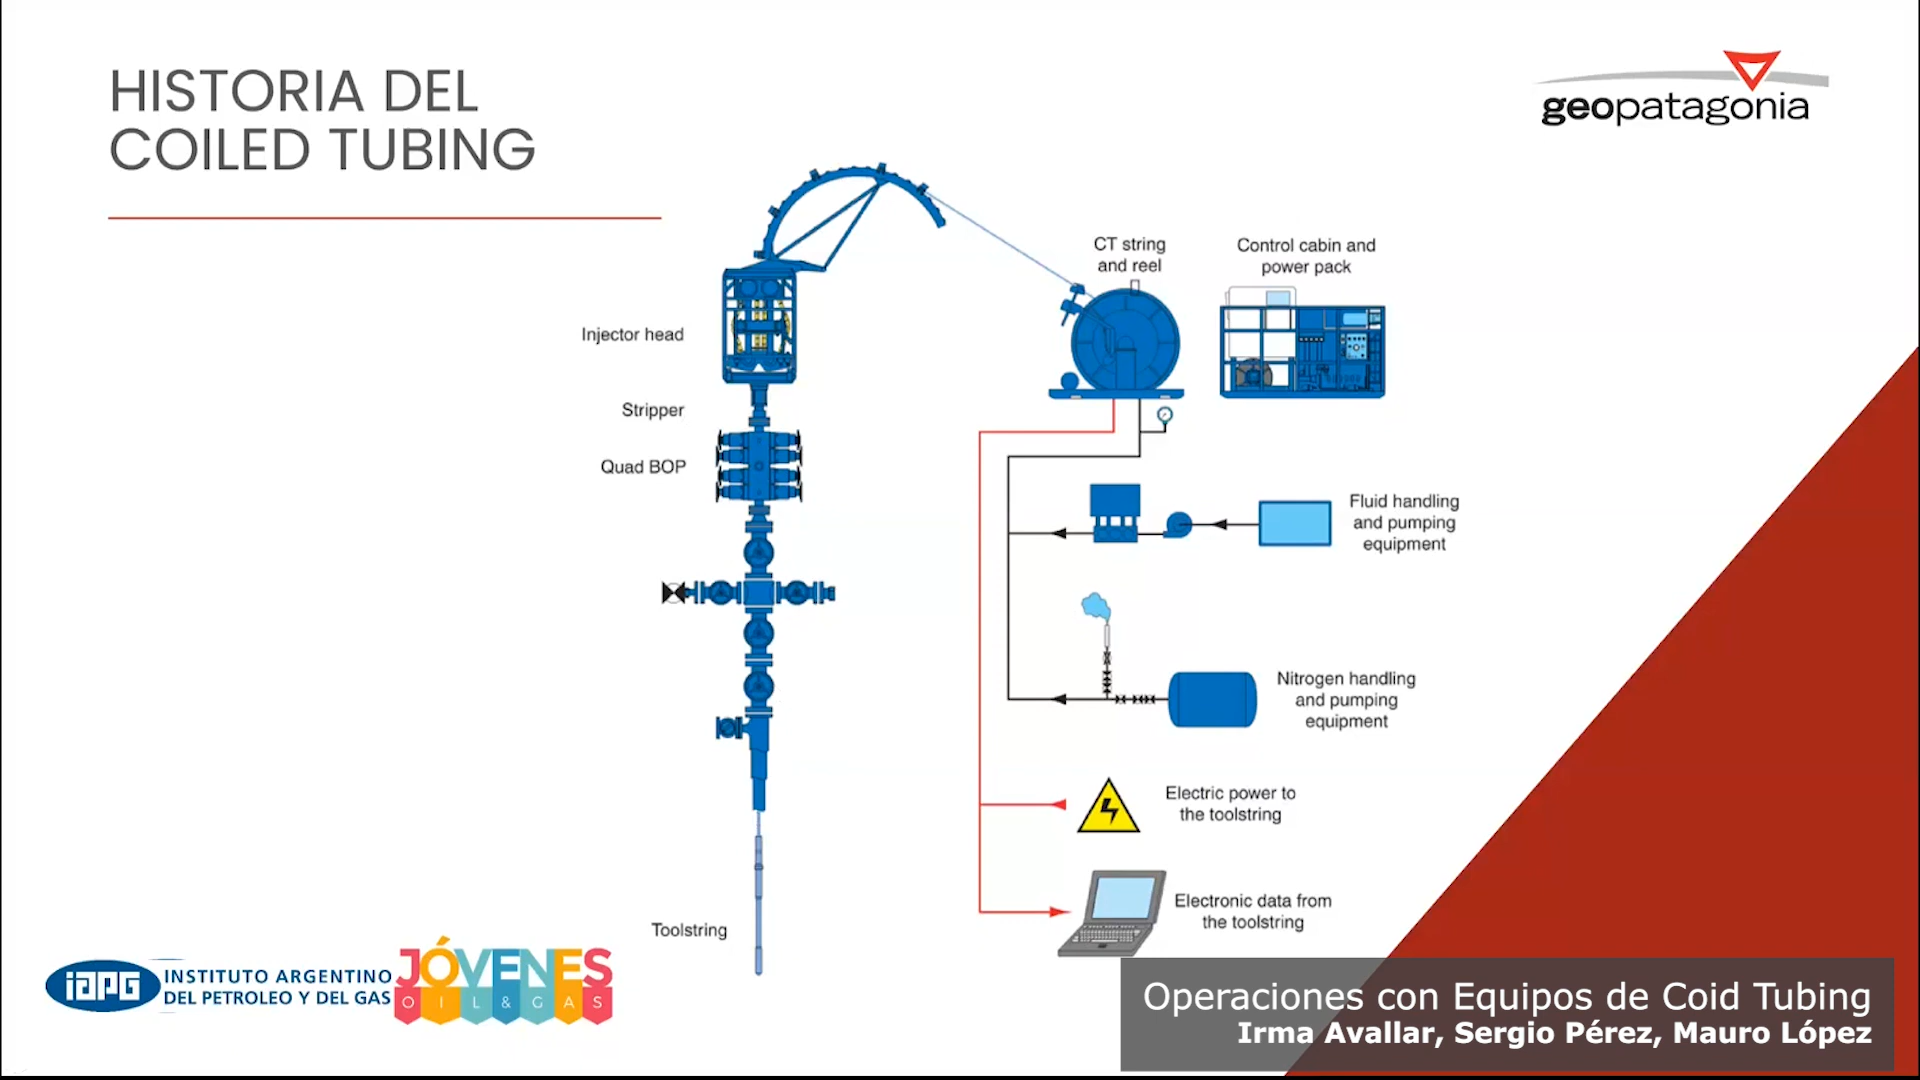 HISTORIA DEL
COILED TUBING
geopatagonia
CT string
and reel
Control cabin and
power pack
Injector head
Stripper
Quad BOP
Fluid handling
and pumping
equipment
Nitrogen handling
and pumping
equipment
Electric power to
the toolstring
Electronic data from
the toolstring
Toolstring
iapg
INSTITUTO ARGENTINO
DEL PETROLEO Y DEL GAS
JÓVENES
OIL & GAS
Operaciones con Equipos de Coid Tubing
Irma Avallar, Sergio Pérez, Mauro López